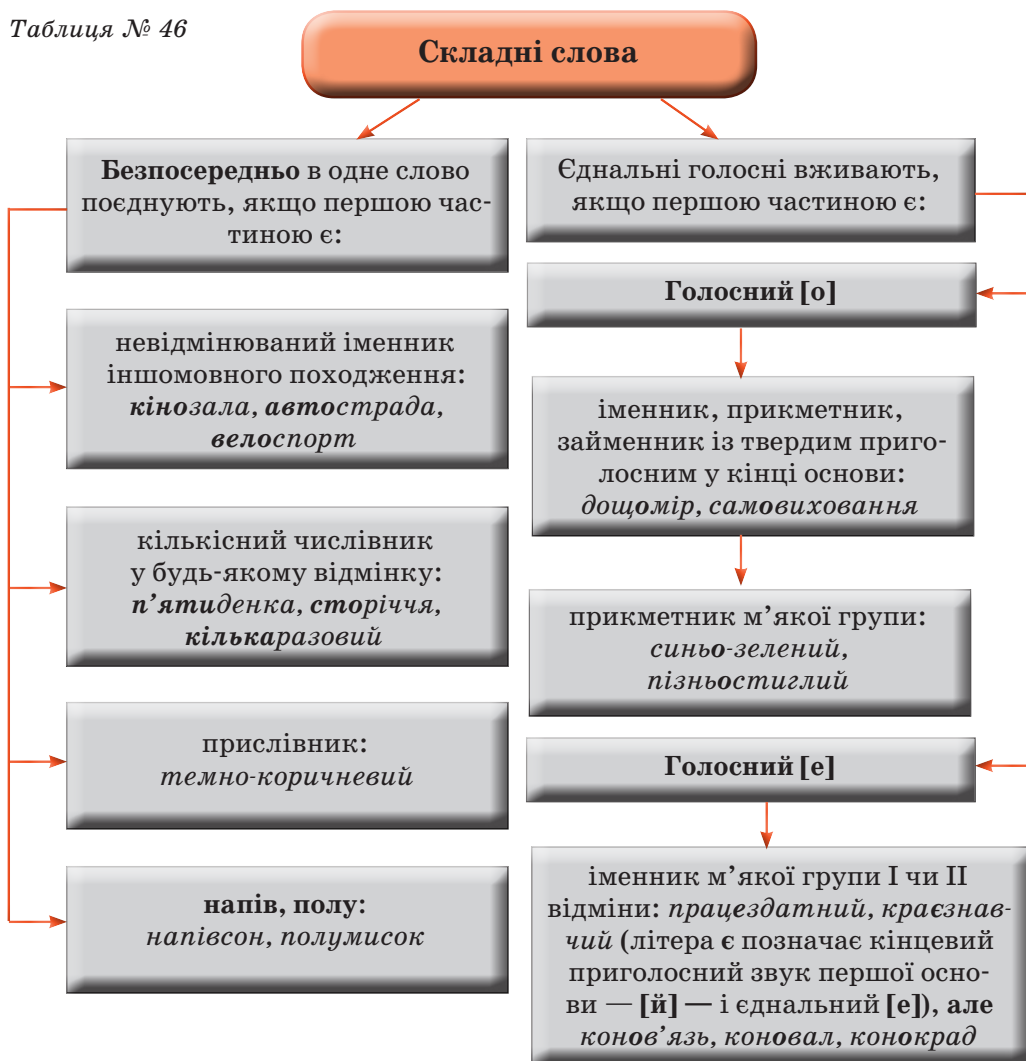 Таблиця № 46
Складні слова
Безпосередньо в одне слово
поєднують, якщо першою час-
тиною є:
невідмінюваний іменник
іншомовного походження:
кінозала, автострада,
велоспорт
кількісний числівник
у будь-якому відмінку:
п’ятиденка, сторіччя,
кількаразовий
прислівник:
темно-коричневий
напів, полу:
напівсон, полумисок
Єднальні голосні вживають,
якщо першою частиною є:
Голосний [о]
іменник, прикметник,
займенник із твердим приго-
лосним у кінці основи:
дощомір, самовиховання
прикметник м’якої групи:
синьо-зелений,
пізньостиглий
Голосний [е]
іменник м’якої групи І чи ІІ
відміни: працездатний, краєзнав-
чий (літера є позначає кінцевий
приголосний звук першої осно-
ви — [й] — і єднальний [е]), але
коновʼязь, коновал, конокрад